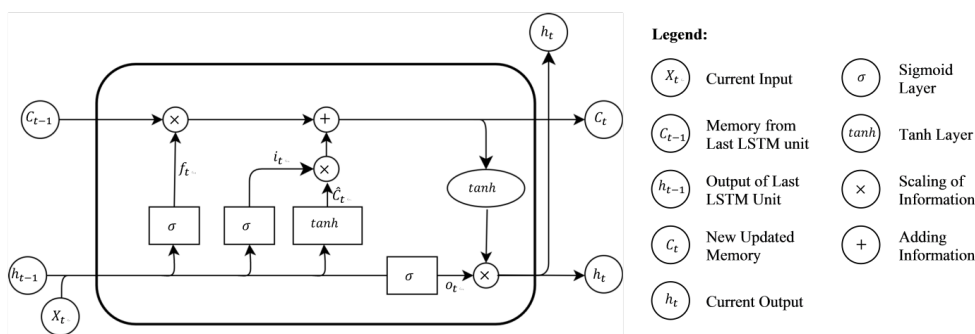 h_t
Legend:
X_t Current Input
σ Sigmoid
Layer
C_{t-1} Memory from
Last LSTM unit
tanh Tanh Layer
h_{t-1} Output of Last
LSTM Unit
× Scaling of
Information
C_t New Updated
Memory
+ Adding
Information
h_t Current Output
C_{t-1}
×
+
C_t
f_t
i_t
×
Ĉ_t
tanh
σ
σ
tanh
h_{t-1}
σ
o_t
×
h_t
X_t